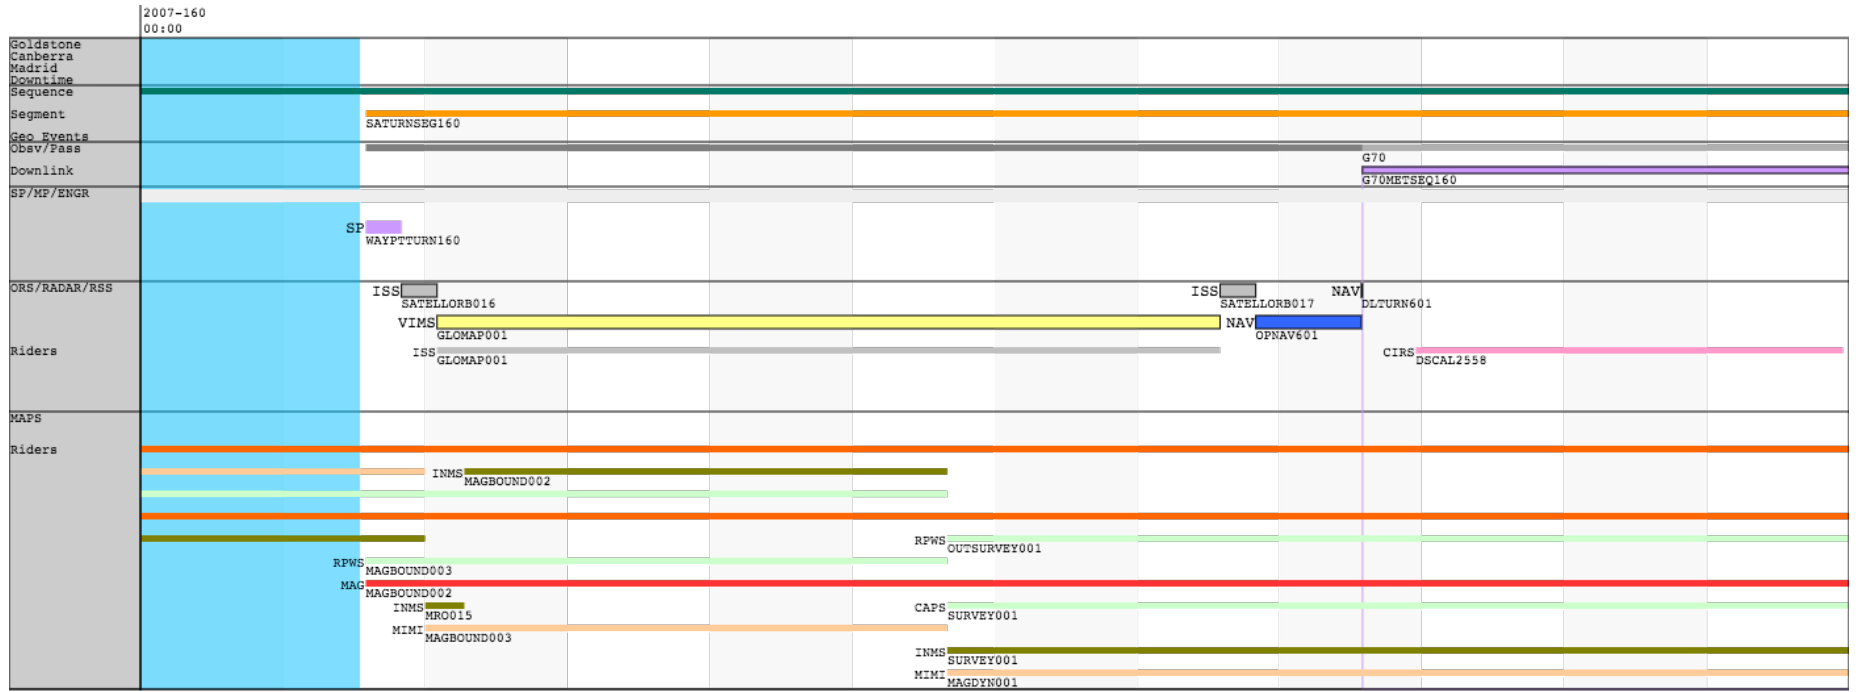 2007-160
00:00
Goldstone
Canberra
Madrid
Downtime
Sequence
Segment
SATURNSEG160
Geo Events
Obsv/Pass
G70
Downlink
G70METSEQ160
SP/MP/ENGR
SP
WAYPTTURN160
ORS/RADAR/RSS
ISS
SATELLORB016
ISS
SATELLORB017
NAV
DLTURN601
VIMS
GLOMAP001
NAV
OPNAV601
Riders
ISS
GLOMAP001
CIRS
DSCAL2558
MAPS
Riders
INMS
MAGBOUND002
RPWS
OUTSURVEY001
RPWS
MAGBOUND003
MAG
MAGBOUND002
INMS
MRO015
CAPS
SURVEY001
MIMI
MAGBOUND003
INMS
SURVEY001
MIMI
MAGDYN001